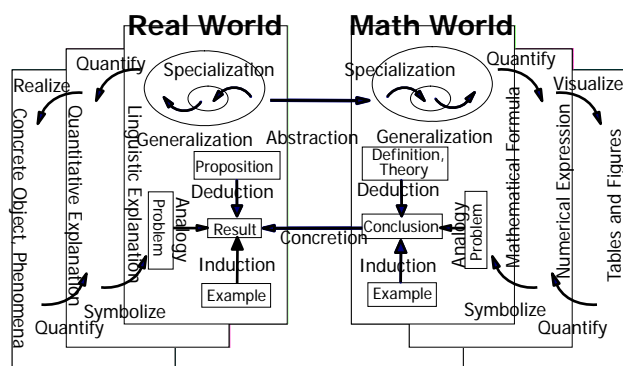 Real World
Math World
Realize
Quantify
Specialization
Generalization
Abstraction
Specialization
Generalization
Quantify
Visualize
Concrete Object, Phenomena
Quantitative Explanation
Linguistic Explanation
Proposition
Deduction
Analogy
Problem
Result
Induction
Example
Concretion
Definition,
Theory
Deduction
Conclusion
Analogy
Problem
Induction
Example
Mathematical Formula
Numerical Expression
Tables and Figures
Quantify
Symbolize
Symbolize
Quantify